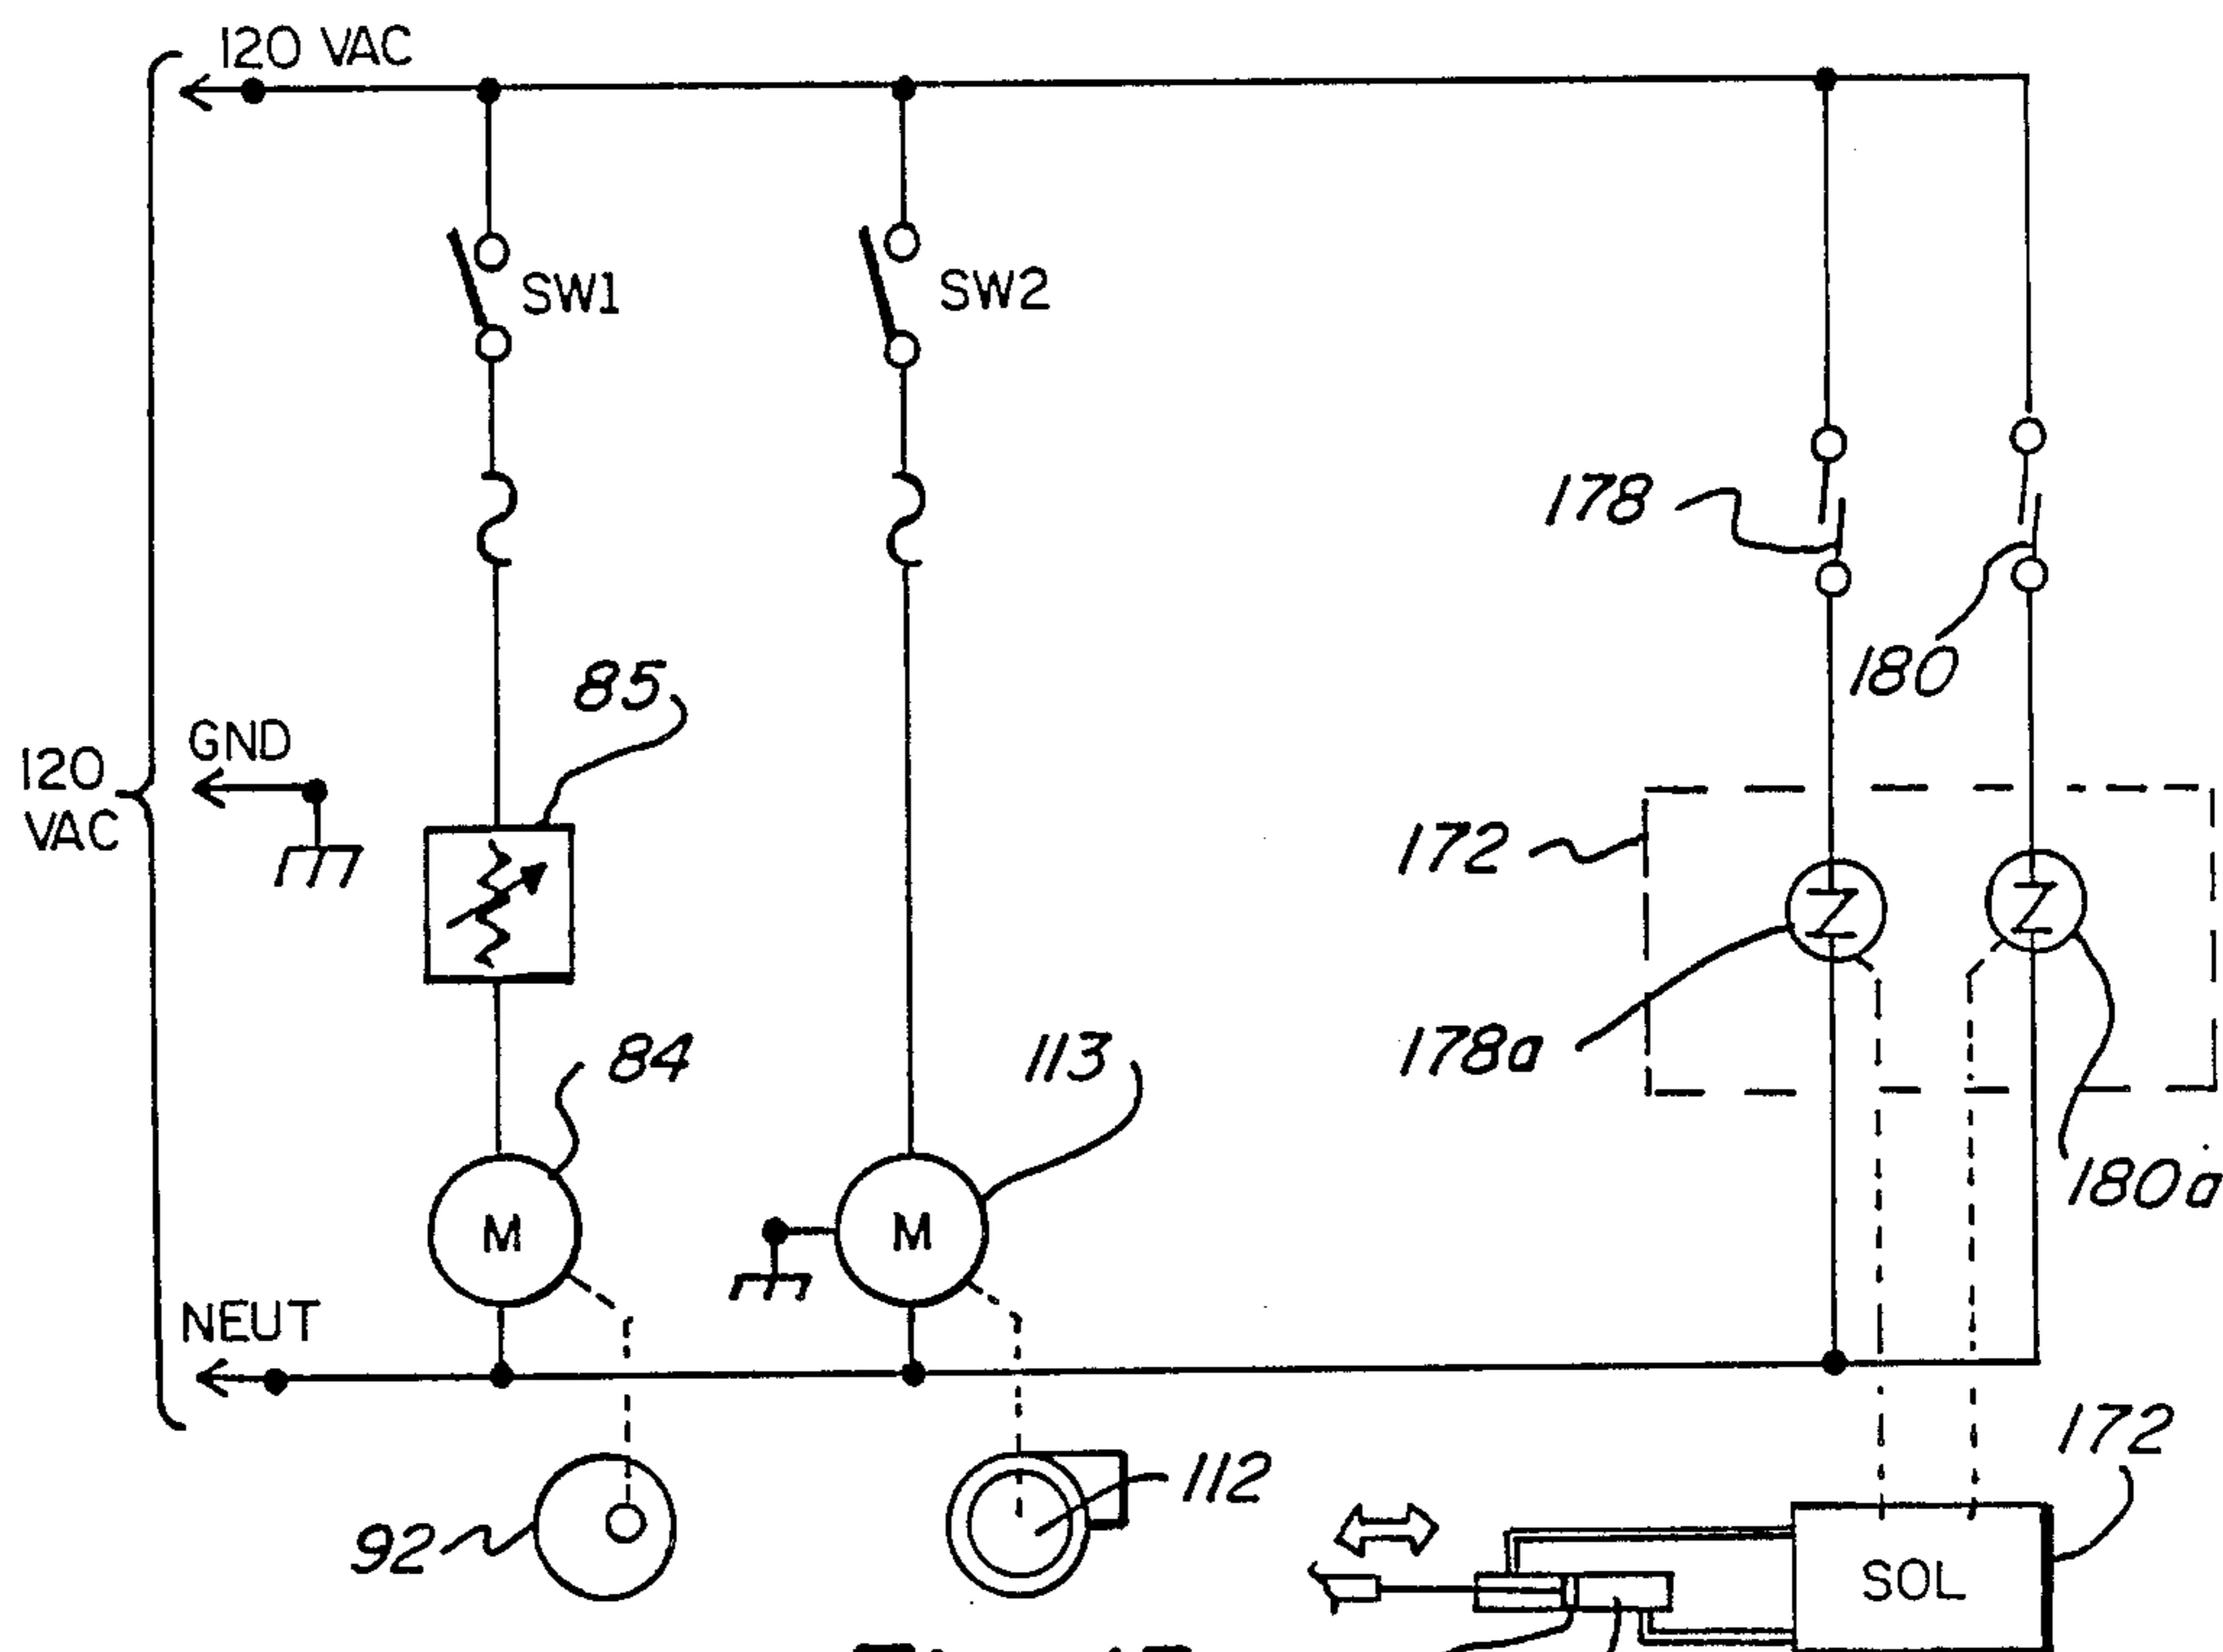 120 VAC
SW1
SW2
178
180
85
GND
120
VAC
172
178a
84
113
M
M
180a
NEUT
172
112
92
SOL